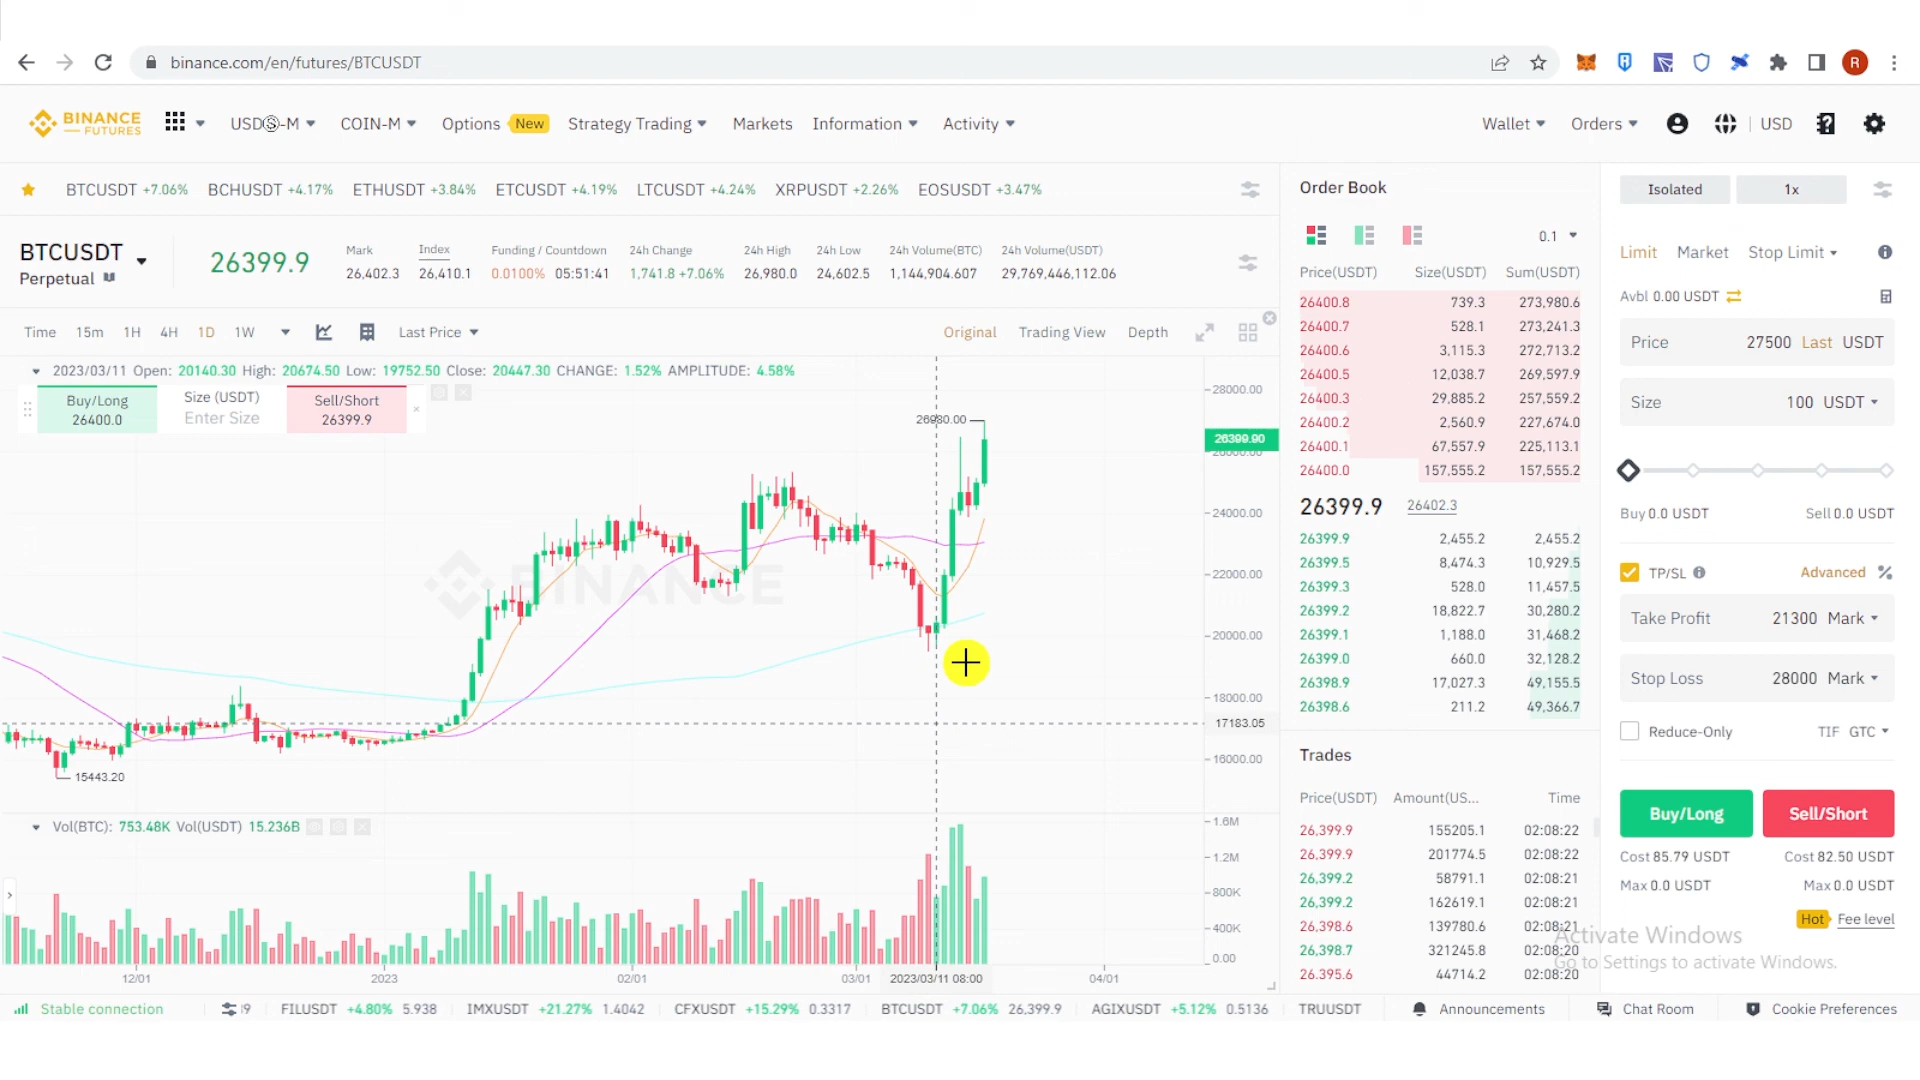 binance.com/en/futures/BTCUSDT
R
BINANCE FUTURES
USDⓈ-M COIN-M Options New Strategy Trading Markets Information Activity
Wallet Orders USD
BTCUSDT +7.06% BCHUSDT +4.17% ETHUSDT +3.84% ETCUSDT +4.19% LTCUSDT +4.24% XRPUSDT +2.26% EOSUSDT +3.47%
BTCUSDT
Perpetual
26399.9
Mark Index Funding / Countdown 24h Change 24h High 24h Low 24h Volume(BTC) 24h Volume(USDT)
26,402.3 26,410.1 0.0100% 05:51:41 1,741.8 +7.06% 26,980.0 24,602.5 1,144,904.607 29,769,446,112.06
Time 15m 1H 4H 1D 1W Last Price Original Trading View Depth
2023/03/11 Open: 20140.30 High: 20674.50 Low: 19752.50 Close: 20447.30 CHANGE: 1.52% AMPLITUDE: 4.58%
Buy/Long 26400.0
Size (USDT) Enter Size
Sell/Short 26399.9
26980.00
15443.20
BINANCE
28000.00
26399.90
26000.00
24000.00
22000.00
20000.00
18000.00
17183.05
16000.00
Vol(BTC): 753.48K Vol(USDT) 15.236B
1.6M
1.2M
800K
400K
0.00
12/01 2023 02/01 03/01 2023/03/11 08:00 04/01
Order Book
0.1
Price(USDT) Size(USDT) Sum(USDT)
26400.8 739.3 273,980.6
26400.7 528.1 273,241.3
26400.6 3,115.3 272,713.2
26400.5 12,038.7 269,597.9
26400.3 29,885.2 257,559.2
26400.2 2,560.9 227,674.0
26400.1 67,557.9 225,113.1
26400.0 157,555.2 157,555.2
26399.9 26402.3
26399.9 2,455.2 2,455.2
26399.5 8,474.3 10,929.5
26399.3 528.0 11,457.5
26399.2 18,822.7 30,280.2
26399.1 1,188.0 31,468.2
26399.0 660.0 32,128.2
26398.9 17,027.3 49,155.5
26398.6 211.2 49,366.7
Trades
Price(USDT) Amount(US... Time
26,399.9 155205.1 02:08:22
26,399.9 201774.5 02:08:22
26,399.2 58791.1 02:08:21
26,399.2 162619.1 02:08:21
26,398.6 139780.6 02:08:21
26,398.7 321245.8 02:08:20
26,395.6 44714.2 02:08:20
Isolated 1x
Limit Market Stop Limit
Avbl 0.00 USDT
Price 27500 Last USDT
Size 100 USDT
Buy 0.0 USDT Sell 0.0 USDT
TP/SL Advanced
Take Profit 21300 Mark
Stop Loss 28000 Mark
Reduce-Only TIF GTC
Buy/Long Sell/Short
Cost 85.79 USDT Cost 82.50 USDT
Max 0.0 USDT Max 0.0 USDT
Hot Fee level
Activate Windows
Go to Settings to activate Windows.
Stable connection FILUSDT +4.80% 5.938 IMXUSDT +21.27% 1.4042 CFXUSDT +15.29% 0.3317 BTCUSDT +7.06% 26,399.9 AGIXUSDT +5.12% 0.5136 TRUUSDT Announcements Chat Room Cookie Preferences